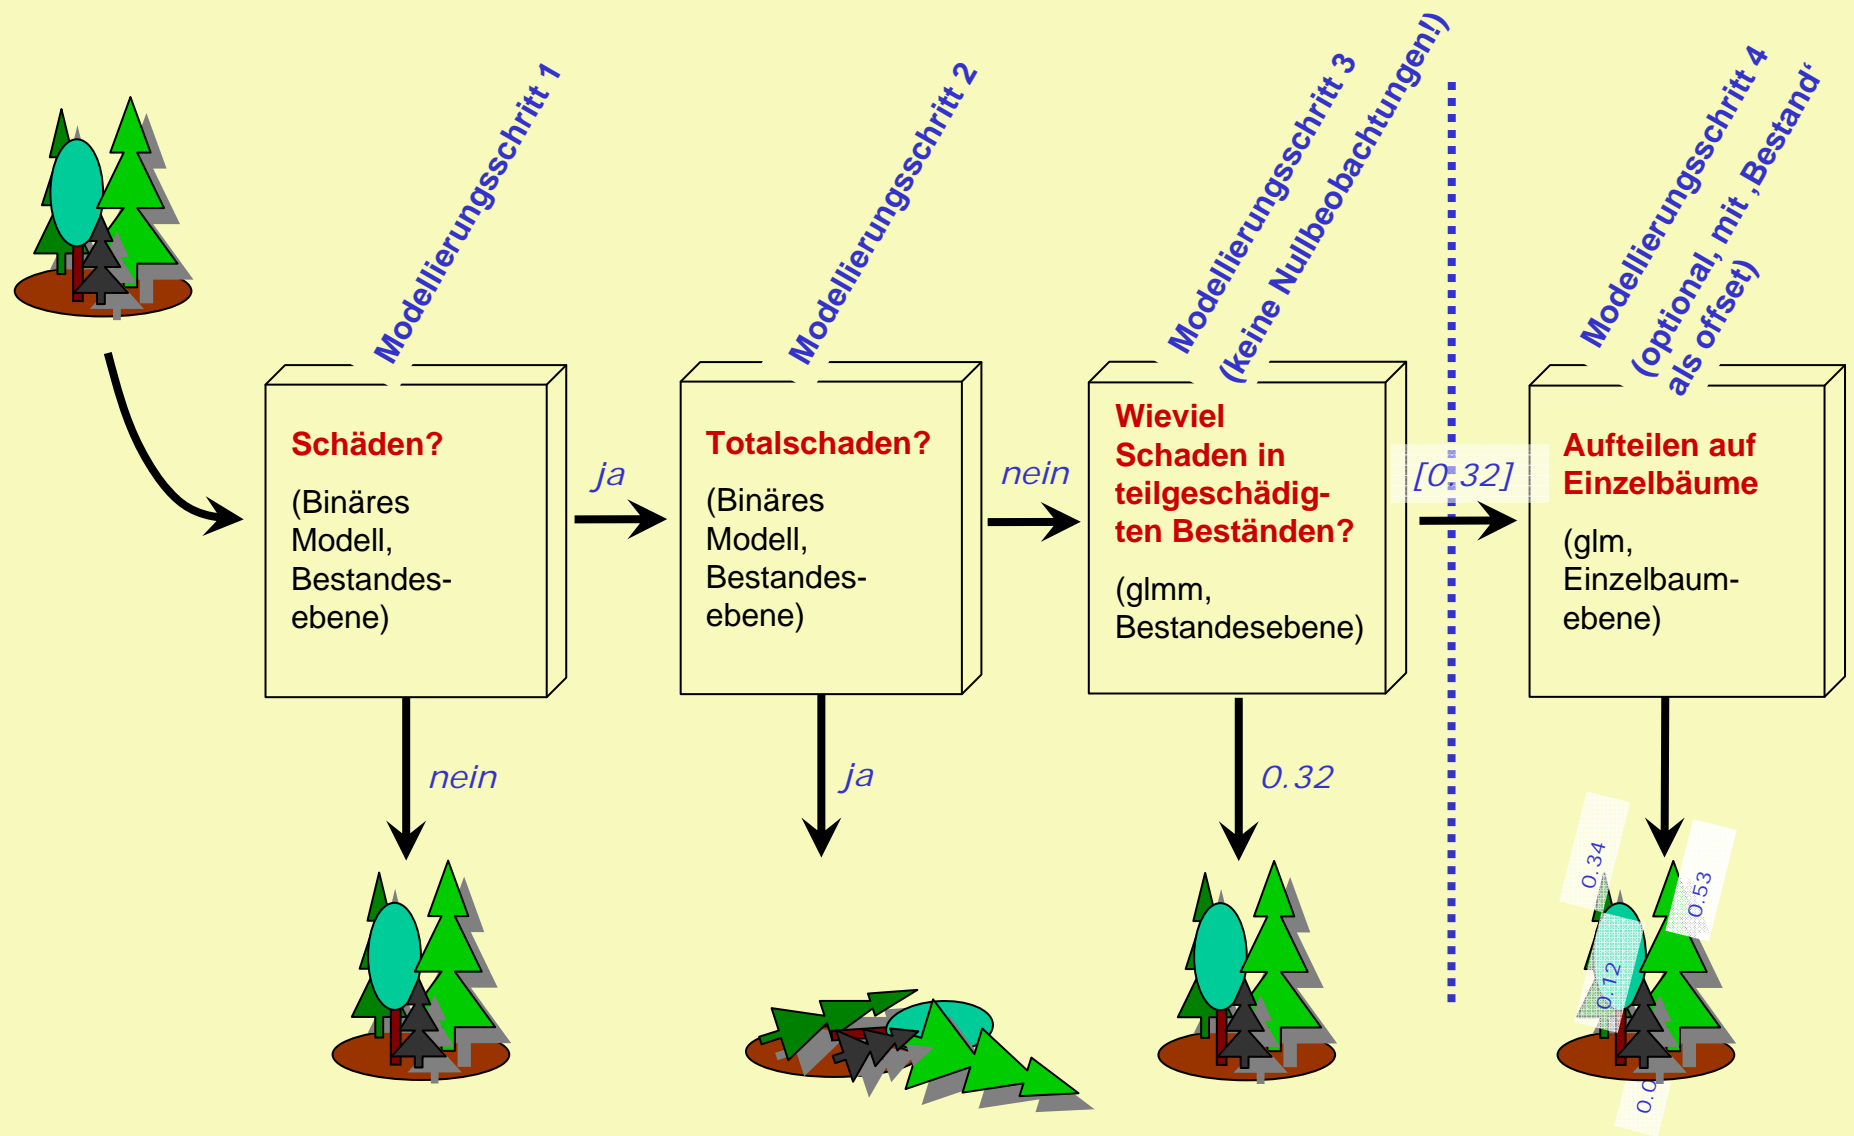 Modellierungsschritt 1
Modellierungsschritt 2
Modellierungsschritt 3
(keine Nullbeobachtungen!)
Modellierungsschritt 4
(optional, mit ‚Bestand‘
als offset)
Schäden?
(Binäres
Modell,
Bestandes-
ebene)
ja
Totalschaden?
(Binäres
Modell,
Bestandes-
ebene)
nein
Wieviel
Schaden in
teilgeschädig-
ten Beständen?
(glmm,
Bestandesebene)
[0.32]
Aufteilen auf
Einzelbäume
(glm,
Einzelbaum-
ebene)
nein
ja
0.32
0.34
0.53
0.12